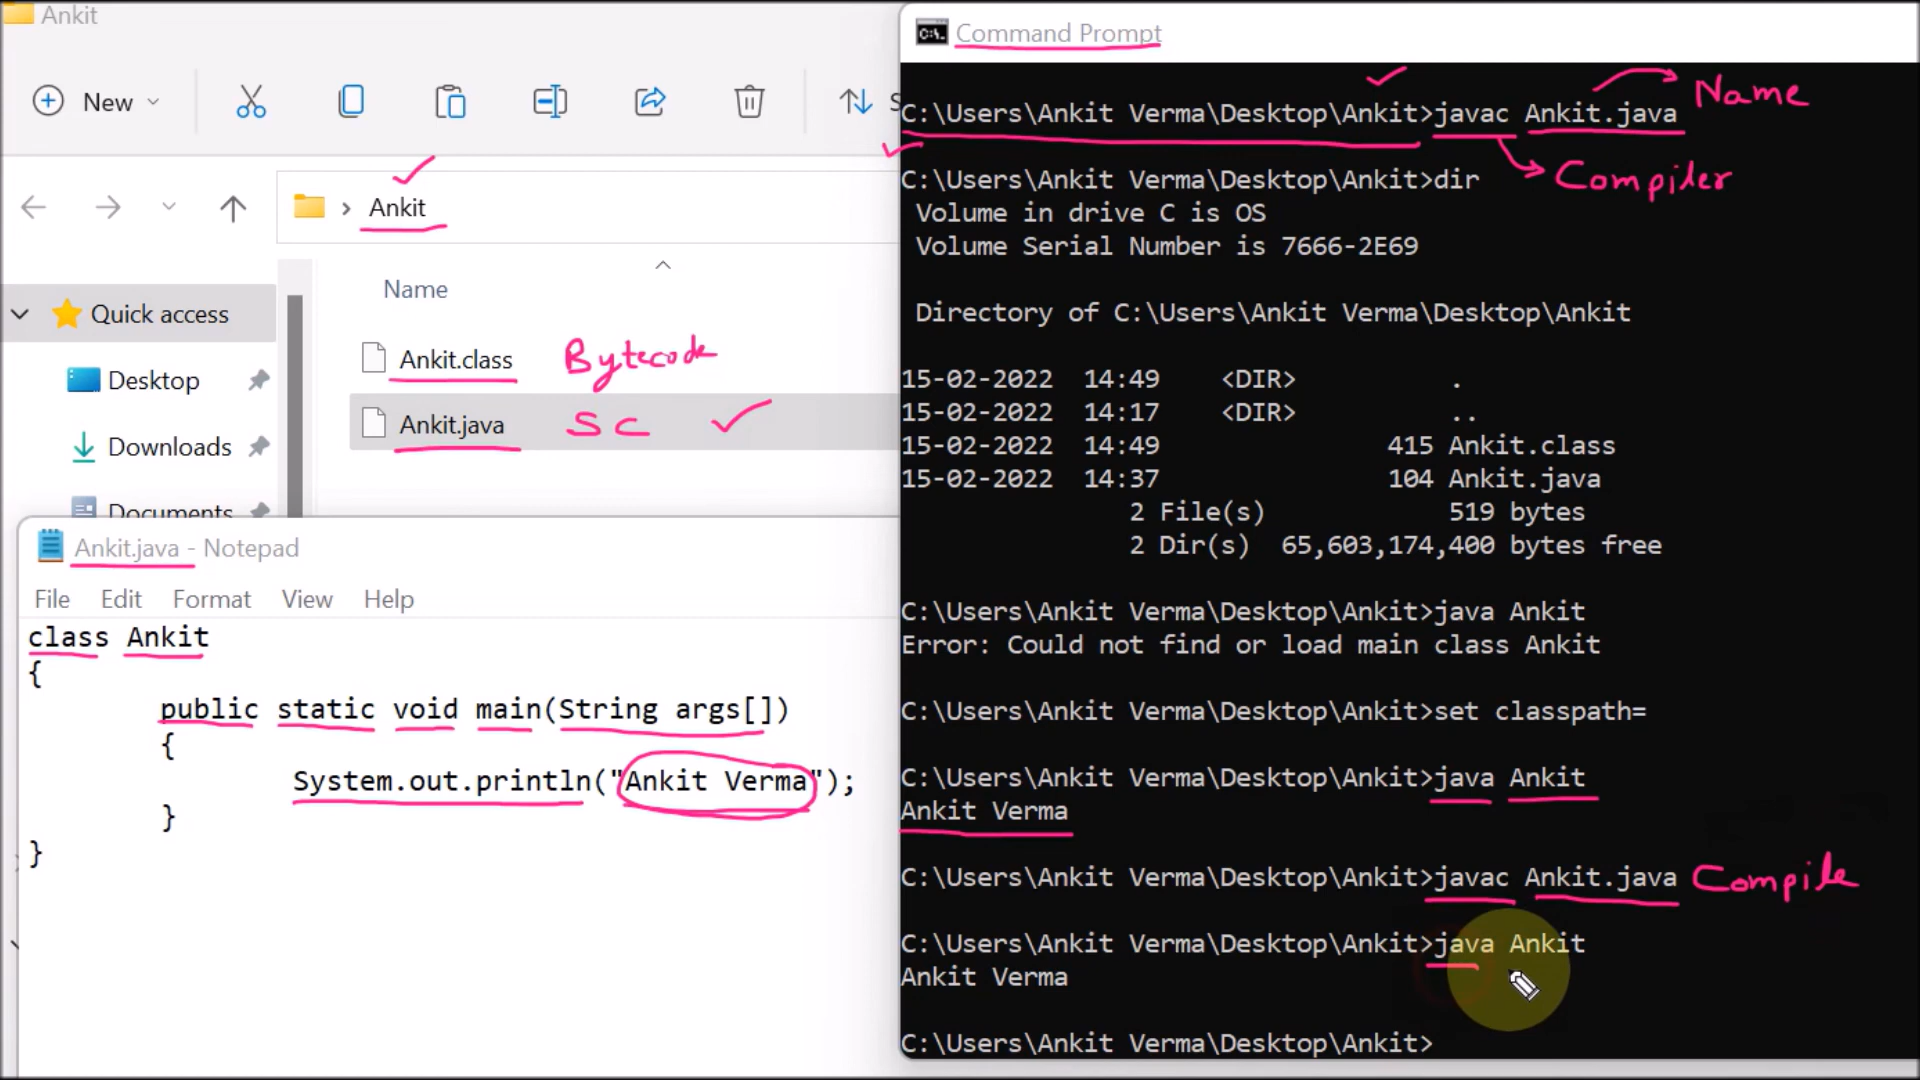 Ankit
New
S
Ankit
Name
Quick access
Desktop
Downloads
Documents
Ankit.class Bytecode
Ankit.java SC
Ankit.java - Notepad
File Edit Format View Help
class Ankit
{
public static void main(String args[])
{
System.out.println("Ankit Verma");
}
}
Command Prompt
C:\Users\Ankit Verma\Desktop\Ankit>javac Ankit.java Name
Compiler
C:\Users\Ankit Verma\Desktop\Ankit>dir
Volume in drive C is OS
Volume Serial Number is 7666-2E69
Directory of C:\Users\Ankit Verma\Desktop\Ankit
15-02-2022 14:49 <DIR> .
15-02-2022 14:17 <DIR> ..
15-02-2022 14:49 415 Ankit.class
15-02-2022 14:37 104 Ankit.java
2 File(s) 519 bytes
2 Dir(s) 65,603,174,400 bytes free
C:\Users\Ankit Verma\Desktop\Ankit>java Ankit
Error: Could not find or load main class Ankit
C:\Users\Ankit Verma\Desktop\Ankit>set classpath=
C:\Users\Ankit Verma\Desktop\Ankit>java Ankit
Ankit Verma
C:\Users\Ankit Verma\Desktop\Ankit>javac Ankit.java Compile
C:\Users\Ankit Verma\Desktop\Ankit>java Ankit
Ankit Verma
C:\Users\Ankit Verma\Desktop\Ankit>